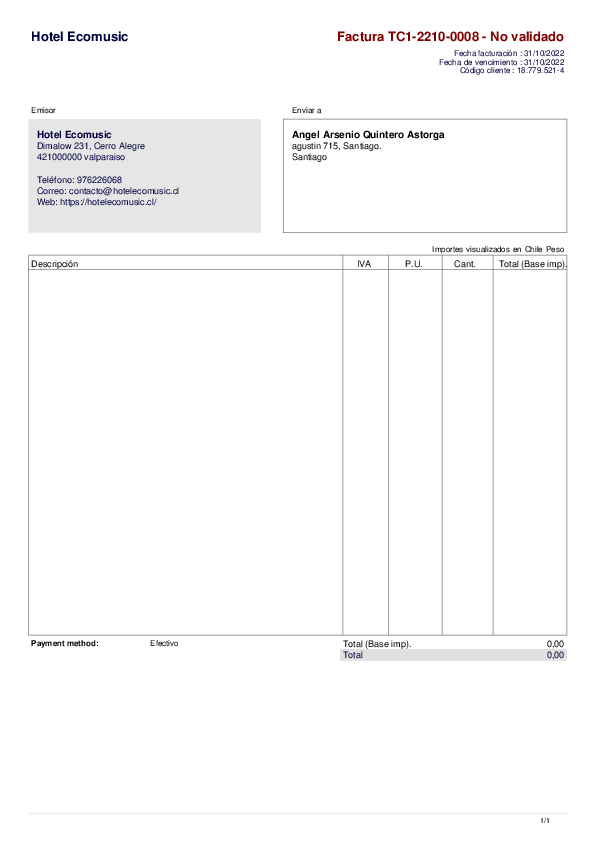 Hotel Ecomusic
Factura TC1-2210-0008 - No validado
Fecha facturación : 31/10/2022
Fecha de vencimiento : 31/10/2022
Código cliente : 18.779.521-4
Emisor
Hotel Ecomusic
Dimalow 231, Cerro Alegre
421000000 valparaiso
Teléfono: 976226068
Correo: contacto@hotelecomusic.cl
Web: https://hotelecomusic.cl/
Enviar a
Angel Arsenio Quintero Astorga
agustin 715, Santiago.
Santiago
Importes visualizados en Chile Peso
Descripción IVA P.U. Cant. Total (Base imp).
Payment method: Efectivo
Total (Base imp). 0,00
Total 0,00
1/1